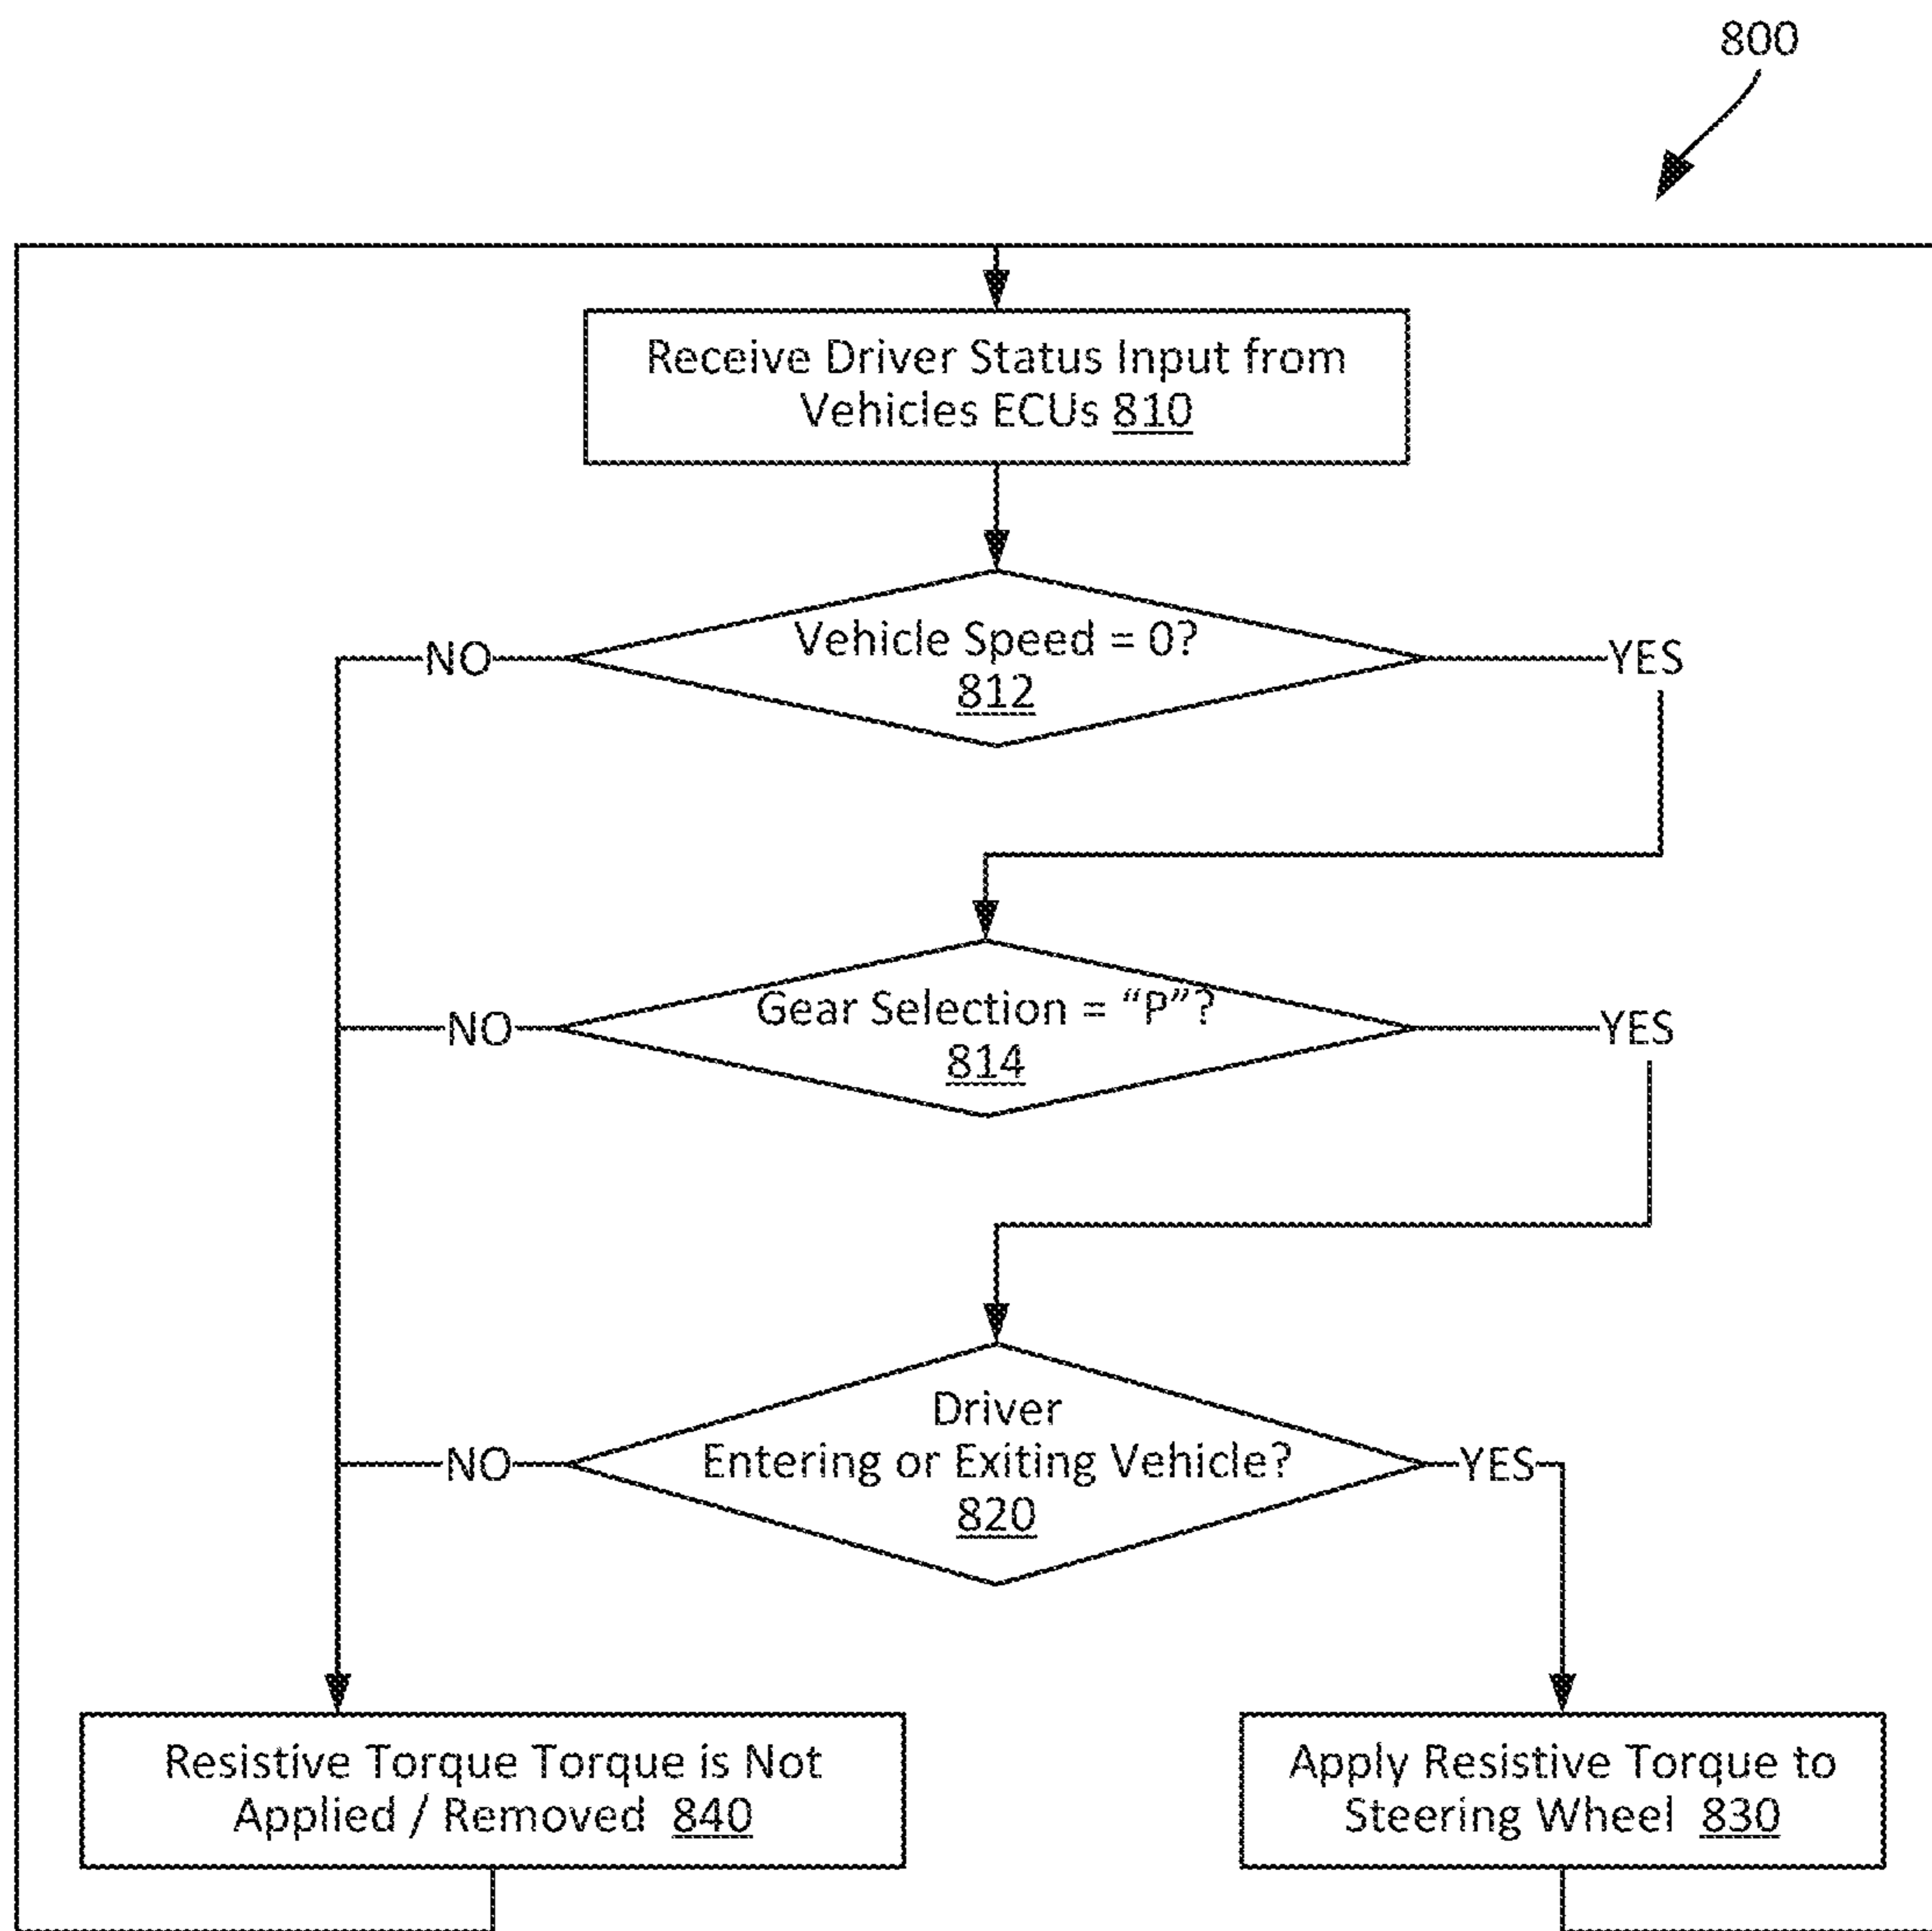 800
Receive Driver Status Input from
Vehicles ECUs 810
Vehicle Speed = 0?
812
NO
YES
Gear Selection = “P”?
814
NO
YES
Driver
Entering or Exiting Vehicle?
820
NO
YES
Resistive Torque Torque is Not
Applied / Removed 840
Apply Resistive Torque to
Steering Wheel 830